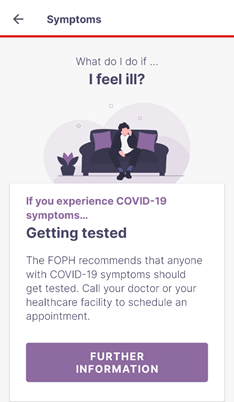 Symptoms
What do I do if ...
I feel ill?
If you experience COVID-19
symptoms...
Getting tested
The FOPH recommends that anyone
with COVID-19 symptoms should
get tested. Call your doctor or your
healthcare facility to schedule an
appointment.
FURTHER
INFORMATION